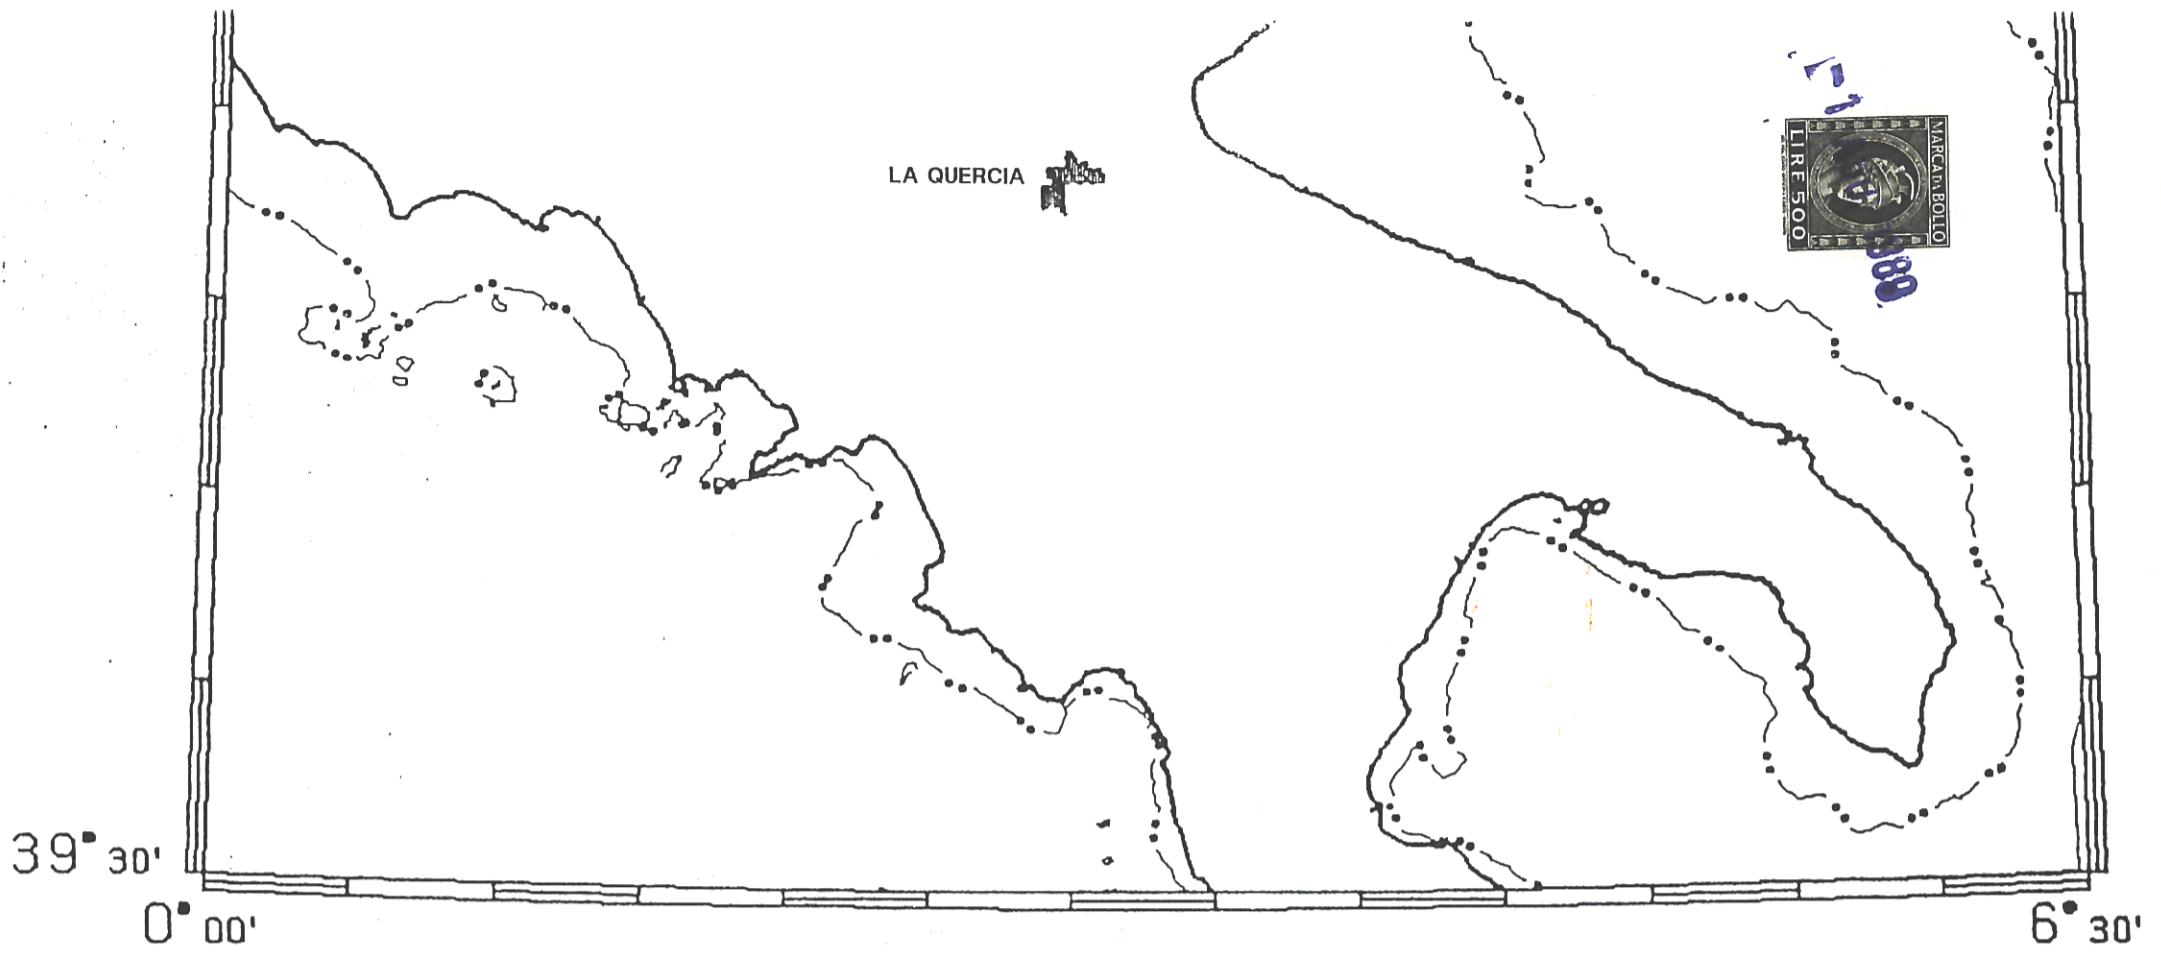 LA QUERCIA
MARCA DA BOLLO
LIRE 500
39° 30'
0° 00'
6° 30'